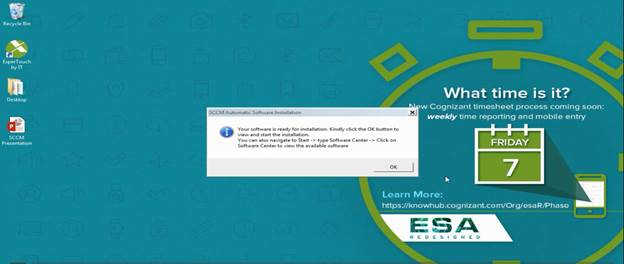 Recycle Bin
ExperTouch
by IT
Desktop
SCCM
Presentation
SCCM Automatic Software Installation
Your software is ready for installation. Kindly click the OK button to
view and start the installation.
You can also navigate to Start -> type Software Center -> Click on
Software Center to view the available software
OK
What time is it?
New Cognizant timesheet process coming soon:
weekly time reporting and mobile entry
FRIDAY
7
Learn More:
https://knowhub.cognizant.com/Org/esaR/Phase
ESA
REDESIGNED